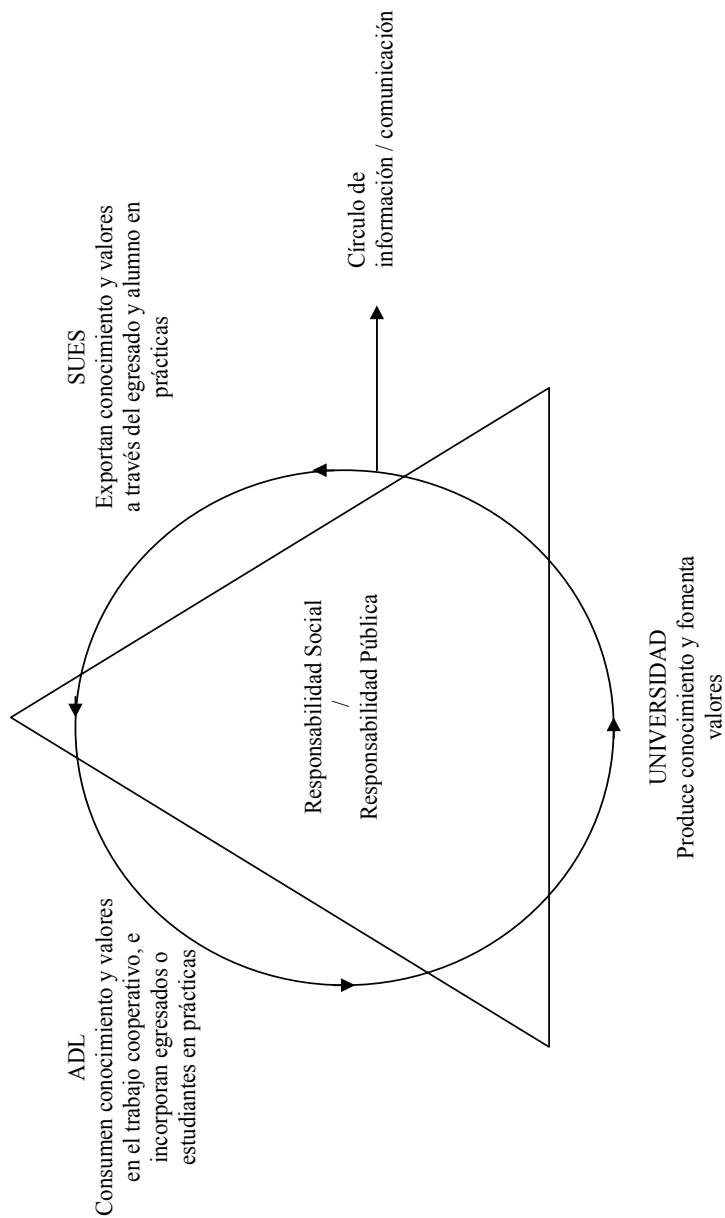 ADL
Consumen conocimiento y valores
en el trabajo cooperativo, e
incorporan egresados o
estudiantes en prácticas
SUES
Exportan conocimiento y valores
a través del egresado y alumno en
prácticas
Responsabilidad Social
/
Responsabilidad Pública
Círculo de
información / comunicación
UNIVERSIDAD
Produce conocimiento y fomenta
valores